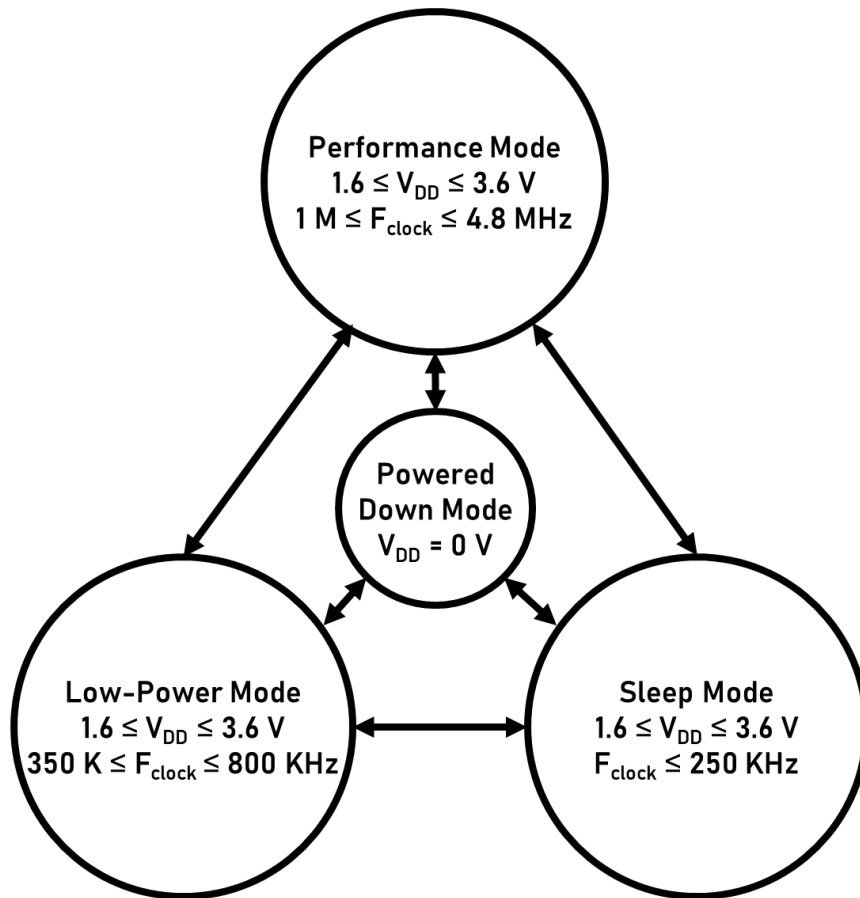 Performance Mode
1.6 ≤ V_DD ≤ 3.6 V
1 M ≤ F_clock ≤ 4.8 MHz
Powered
Down Mode
V_DD = 0 V
Low-Power Mode
1.6 ≤ V_DD ≤ 3.6 V
350 K ≤ F_clock ≤ 800 KHz
Sleep Mode
1.6 ≤ V_DD ≤ 3.6 V
F_clock ≤ 250 KHz